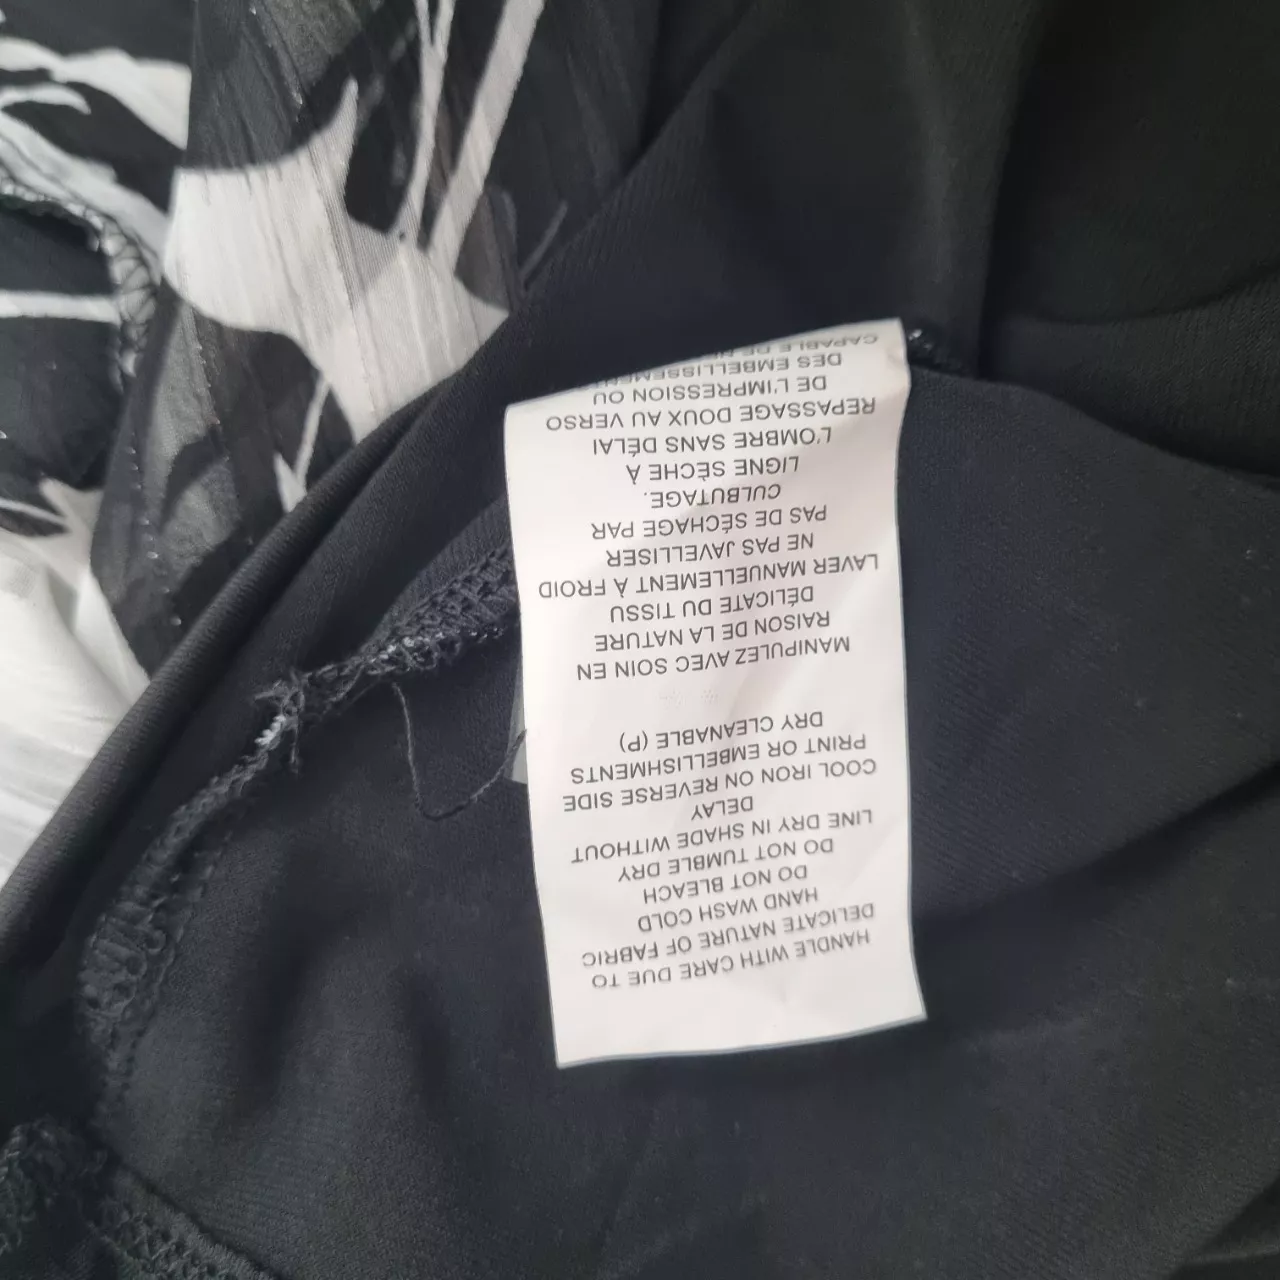 HANDLE WITH CARE DUE TO
DELICATE NATURE OF FABRIC
HAND WASH COLD
DO NOT BLEACH
DO NOT TUMBLE DRY
LINE DRY IN SHADE WITHOUT
DELAY
COOL IRON ON REVERSE SIDE
PRINT OR EMBELLISHMENTS
DRY CLEANABLE (P)
MANIPULEZ AVEC SOIN EN
RAISON DE LA NATURE
DÉLICATE DU TISSU
LAVER MANUELLEMENT À FROID
NE PAS JAVELLISER
PAS DE SÉCHAGE PAR
CULBUTAGE.
LIGNE SÈCHE À
L'OMBRE SANS DÉLAI
REPASSAGE DOUX AU VERSO
DE L'IMPRESSION OU
DES
CAPABLE DE